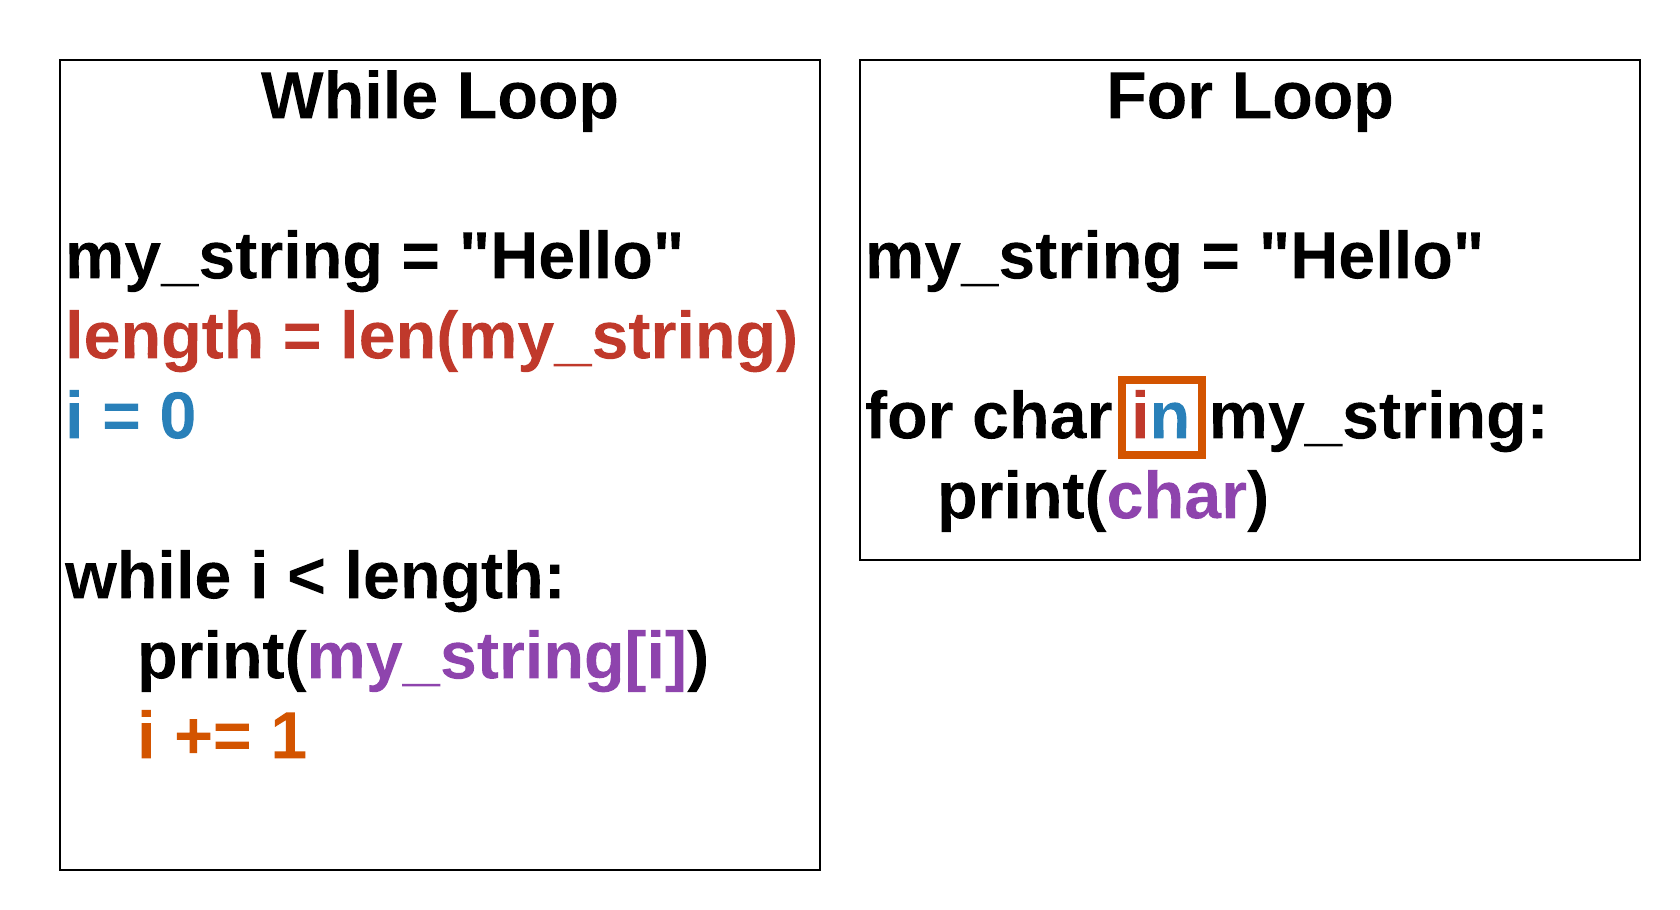 While Loop
my_string = "Hello"
length = len(my_string)
i = 0
while i < length:
print(my_string[i])
i += 1
For Loop
my_string = "Hello"
for char in my_string:
print(char)